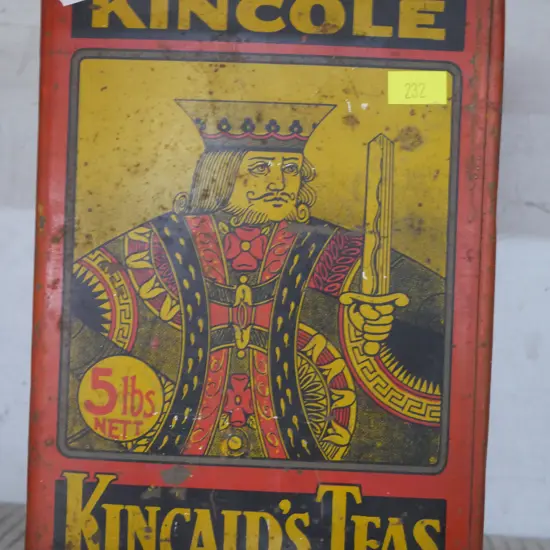 KINCOLE
232
5 lbs.
NETT
KINCAID'S TEAS